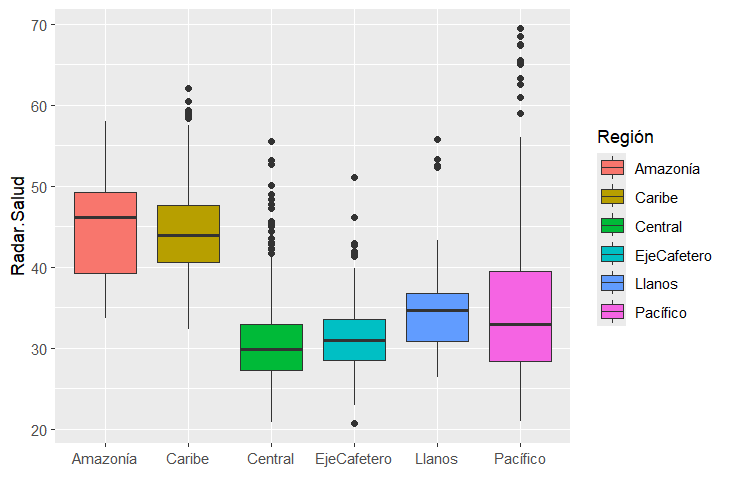 70
60
50
40
30
20
Radar.Salud
Amazonía
Caribe
Central
EjeCafetero
Llanos
Pacífico
Región
Amazonía
Caribe
Central
EjeCafetero
Llanos
Pacífico